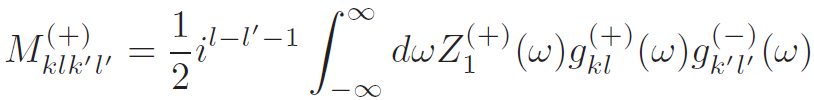 M_{klk'l'}^{(+)} = \frac{1}{2} i^{l-l'-1} \int_{-\infty}^{\infty} d\omega Z_1^{(+)}(\omega) g_{kl}^{(+)}(\omega) g_{k'l'}^{(-)}(\omega)